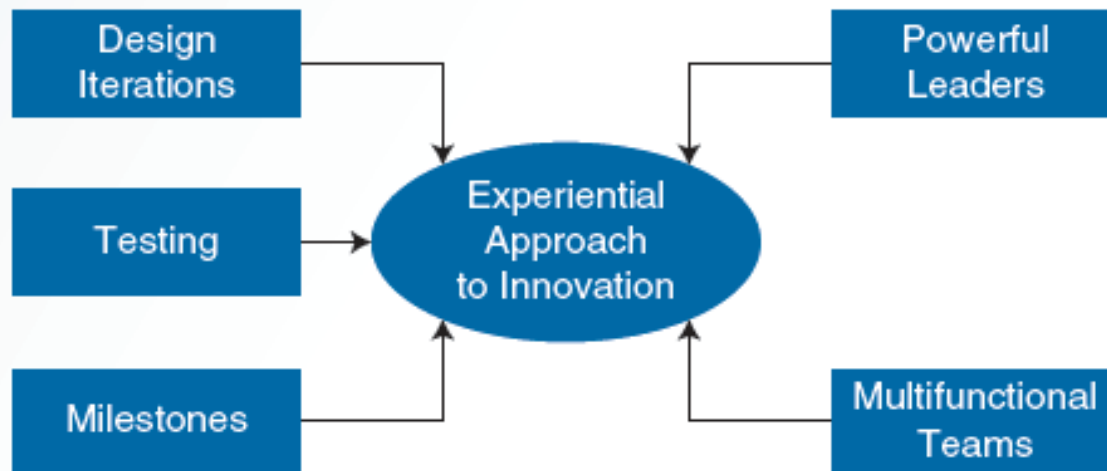 Design
Iterations
Powerful
Leaders
Testing
Experiential
Approach
to Innovation
Milestones
Multifunctional
Teams